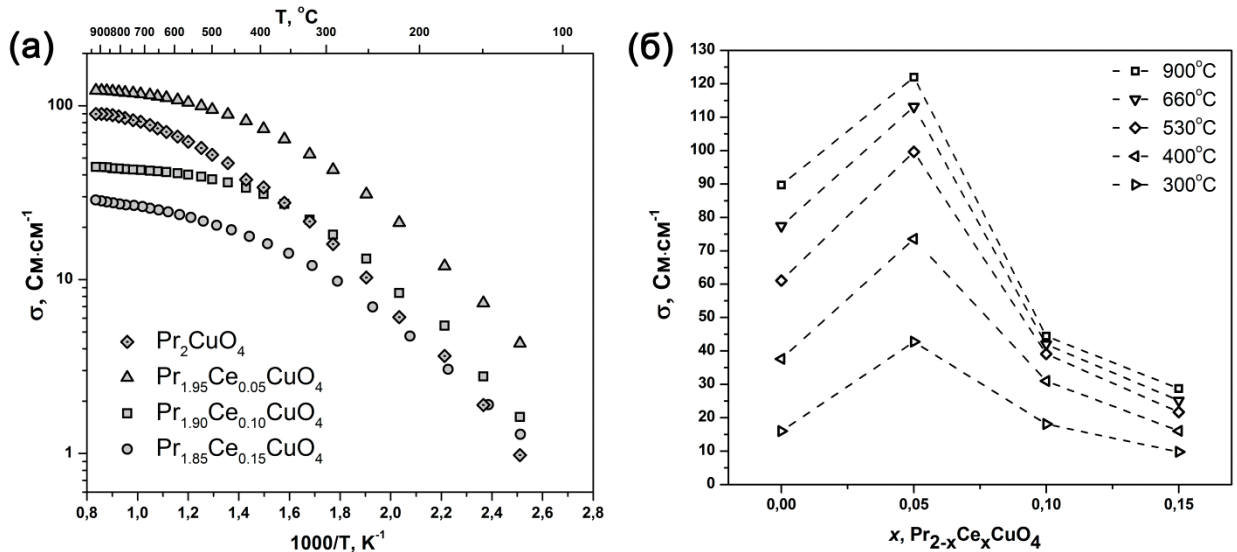 (а)
T, °C
900 800 700 600 500 400 300 200 100
100
10
1
σ, См·см⁻¹
Pr₂CuO₄
Pr₁.₉₅Ce₀.₀₅CuO₄
Pr₁.₉₀Ce₀.₁₀CuO₄
Pr₁.₈₅Ce₀.₁₅CuO₄
0,8 1,0 1,2 1,4 1,6 1,8 2,0 2,2 2,4 2,6 2,8
1000/T, K⁻¹
(б)
130
120
110
100
90
80
70
60
50
40
30
20
10
0
σ, См·см⁻¹
900°C
660°C
530°C
400°C
300°C
0,00 0,05 0,10 0,15
x, Pr₂₋ₓCeₓCuO₄